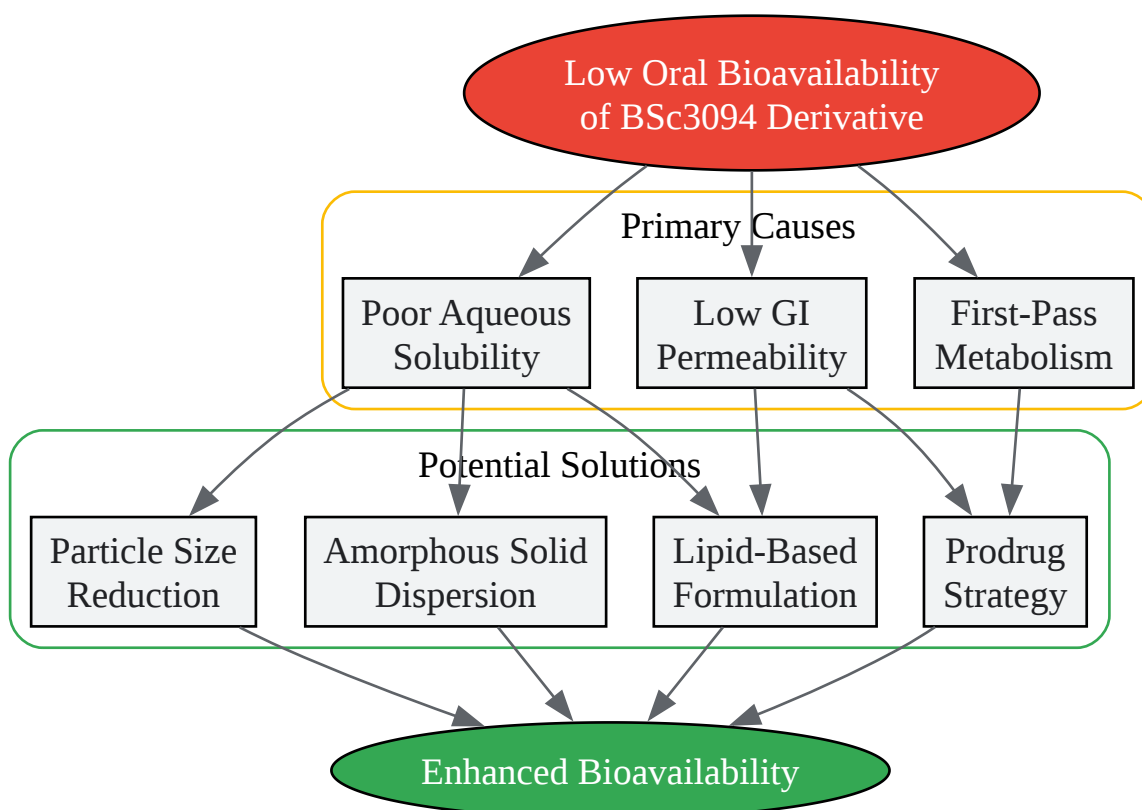 Low Oral Bioavailability
of BSc3094 Derivative
Primary Causes
Poor Aqueous
Solubility
Low GI
Permeability
First-Pass
Metabolism
Potential Solutions
Particle Size
Reduction
Amorphous Solid
Dispersion
Lipid-Based
Formulation
Prodrug
Strategy
Enhanced Bioavailability